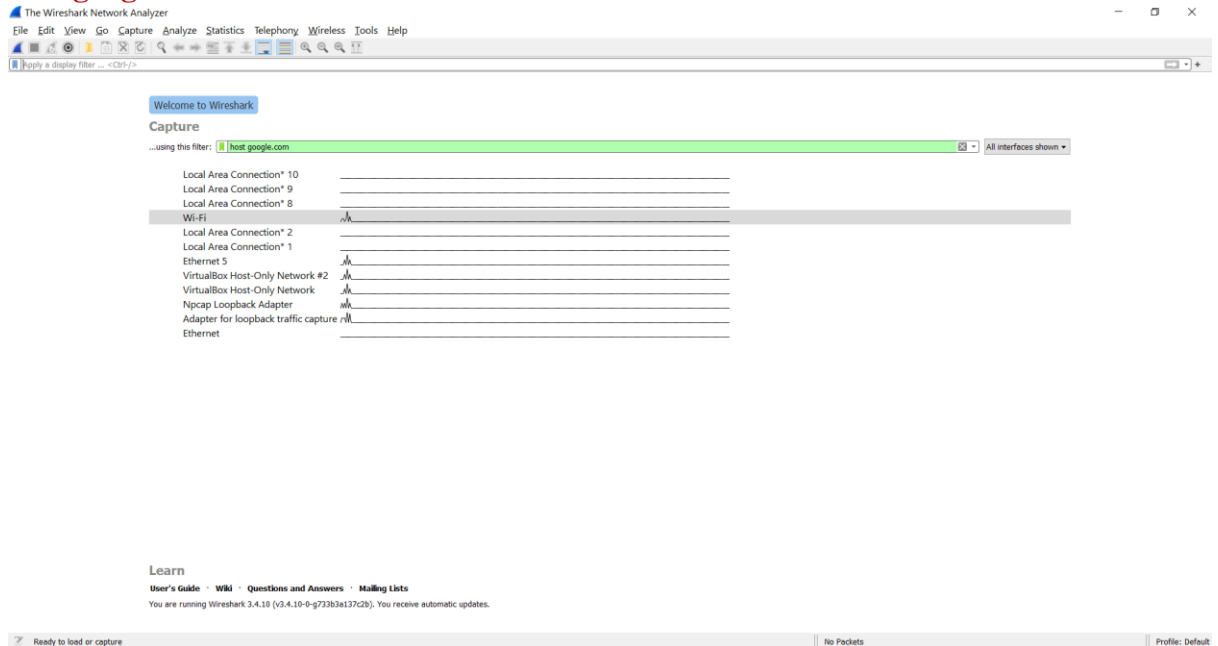 The Wireshark Network Analyzer
File Edit View Go Capture Analyze Statistics Telephony Wireless Tools Help
Apply a display filter ... <Ctrl-/>
Welcome to Wireshark
Capture
...using this filter: host google.com
All interfaces shown
Local Area Connection* 10
Local Area Connection* 9
Local Area Connection* 8
Wi-Fi
Local Area Connection* 2
Local Area Connection* 1
Ethernet 5
VirtualBox Host-Only Network #2
VirtualBox Host-Only Network
Npcap Loopback Adapter
Adapter for loopback traffic capture
Ethernet
Learn
User's Guide · Wiki · Questions and Answers · Mailing Lists
You are running Wireshark 3.4.10 (v3.4.10-0-g733b3a137c2b). You receive automatic updates.
Ready to load or capture
No Packets
Profile: Default